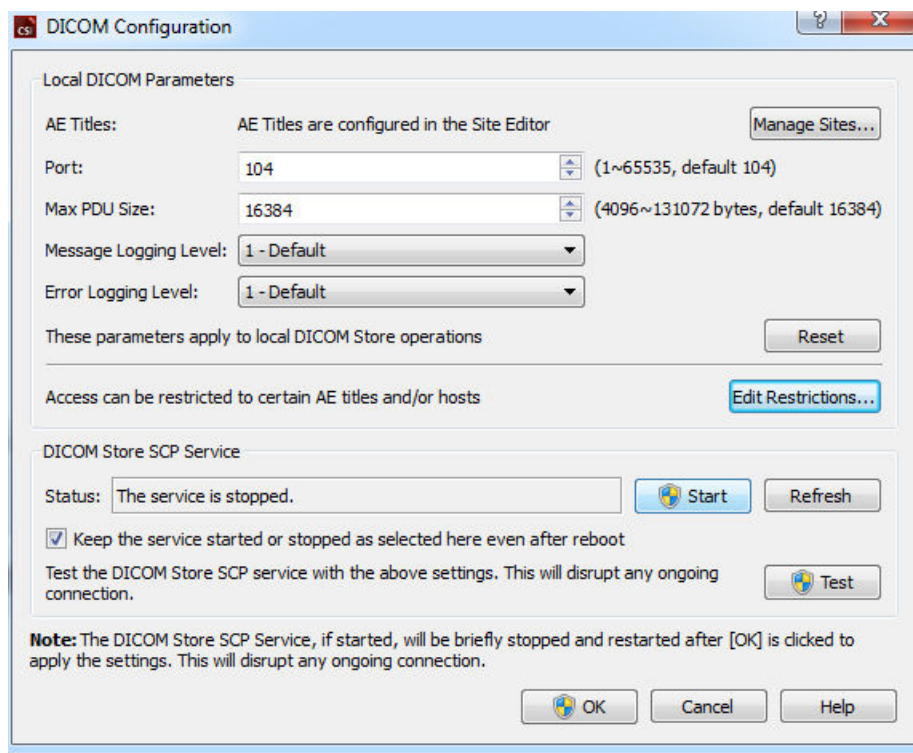 CSi DICOM Configuration ?
Local DICOM Parameters
AE Titles: AE Titles are configured in the Site Editor Manage Sites...
Port: 104 (1~65535, default 104)
Max PDU Size: 16384 (4096~131072 bytes, default 16384)
Message Logging Level: 1 - Default
Error Logging Level: 1 - Default
These parameters apply to local DICOM Store operations Reset
Access can be restricted to certain AE titles and/or hosts Edit Restrictions...
DICOM Store SCP Service
Status: The service is stopped. Start Refresh
Keep the service started or stopped as selected here even after reboot
Test the DICOM Store SCP service with the above settings. This will disrupt any ongoing
connection. Test
Note: The DICOM Store SCP Service, if started, will be briefly stopped and restarted after [OK] is clicked to
apply the settings. This will disrupt any ongoing connection.
OK Cancel Help